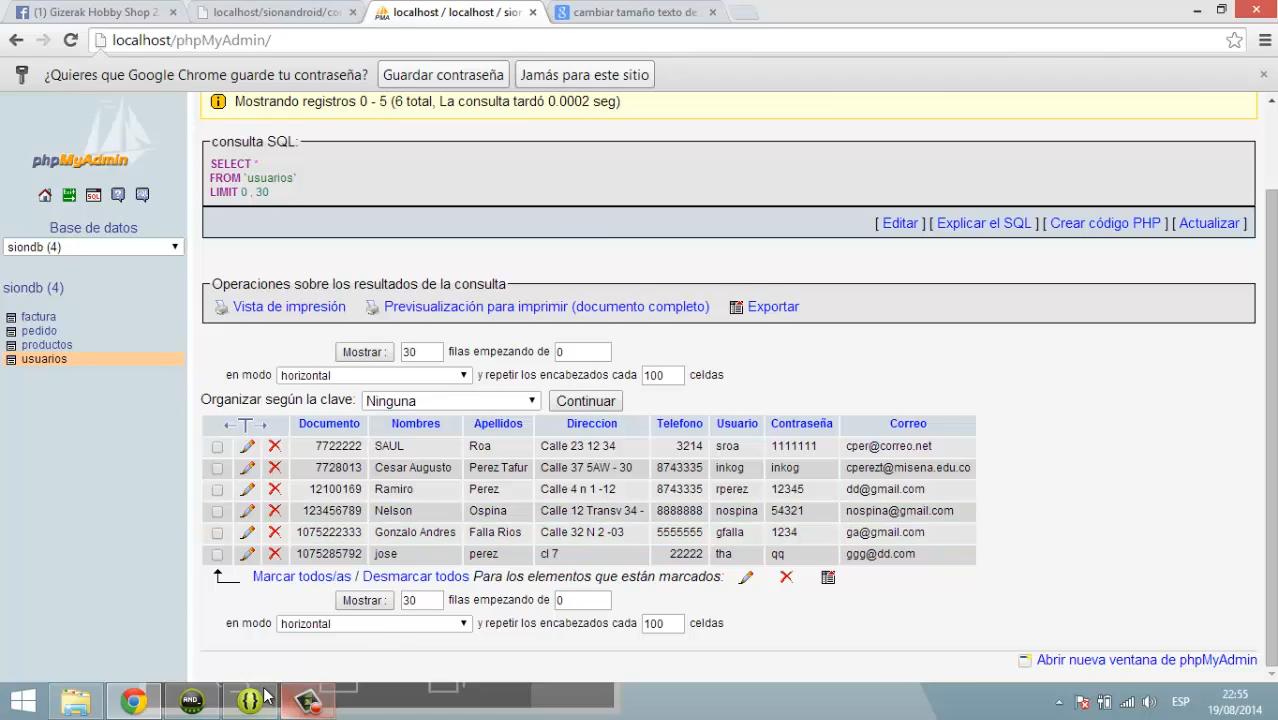 (1) Gizerak Hobby Shop 2.
localhost/sionandroid/co
localhost / localhost / sior
cambiar tamaño texto de
localhost/phpMyAdmin/
¿Quieres que Google Chrome guarde tu contraseña? Guardar contraseña Jamás para este sitio
phpMyAdmin
Base de datos
siondb (4)
siondb (4)
factura
pedido
productos
usuarios
Mostrando registros 0 - 5 (6 total, La consulta tardó 0.0002 seg)
consulta SQL:
SELECT *
FROM `usuarios`
LIMIT 0 , 30
[ Editar ] [ Explicar el SQL ] [ Crear código PHP ] [ Actualizar ]
Operaciones sobre los resultados de la consulta
Vista de impresión Previsualización para imprimir (documento completo) Exportar
Mostrar : 30 filas empezando de 0
en modo horizontal y repetir los encabezados cada 100 celdas
Organizar según la clave: Ninguna Continuar
←T→ Documento Nombres Apellidos Direccion Telefono Usuario Contraseña Correo
7722222 SAUL Roa Calle 23 12 34 3214 sroa 1111111 cper@correo.net
7728013 Cesar Augusto Perez Tafur Calle 37 5AW - 30 8743335 inkog inkog cperezt@misena.edu.co
12100169 Ramiro Perez Calle 4 n 1 -12 8743335 rperez 12345 dd@gmail.com
123456789 Nelson Ospina Calle 12 Transv 34 - 8888888 nospina 54321 nospina@gmail.com
1075222333 Gonzalo Andres Falla Rios Calle 32 N 2 -03 5555555 gfalla 1234 ga@gmail.com
1075285792 jose perez cl 7 22222 tha qq ggg@dd.com
Marcar todos/as / Desmarcar todos Para los elementos que están marcados:
Mostrar : 30 filas empezando de 0
en modo horizontal y repetir los encabezados cada 100 celdas
Abrir nueva ventana de phpMyAdmin
ESP
22:55
19/08/2014